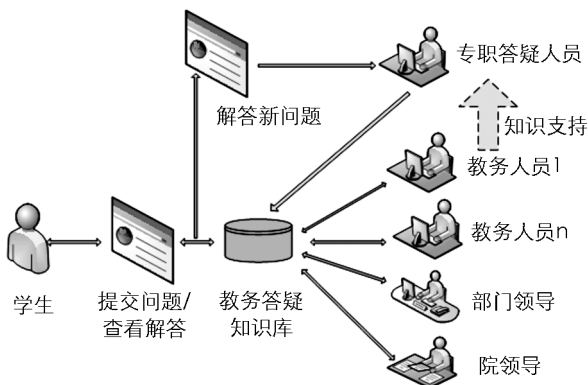 专职答疑人员
解答新问题
知识支持
教务人员1
教务人员n
学生
提交问题/
查看解答
教务答疑
知识库
部门领导
院领导